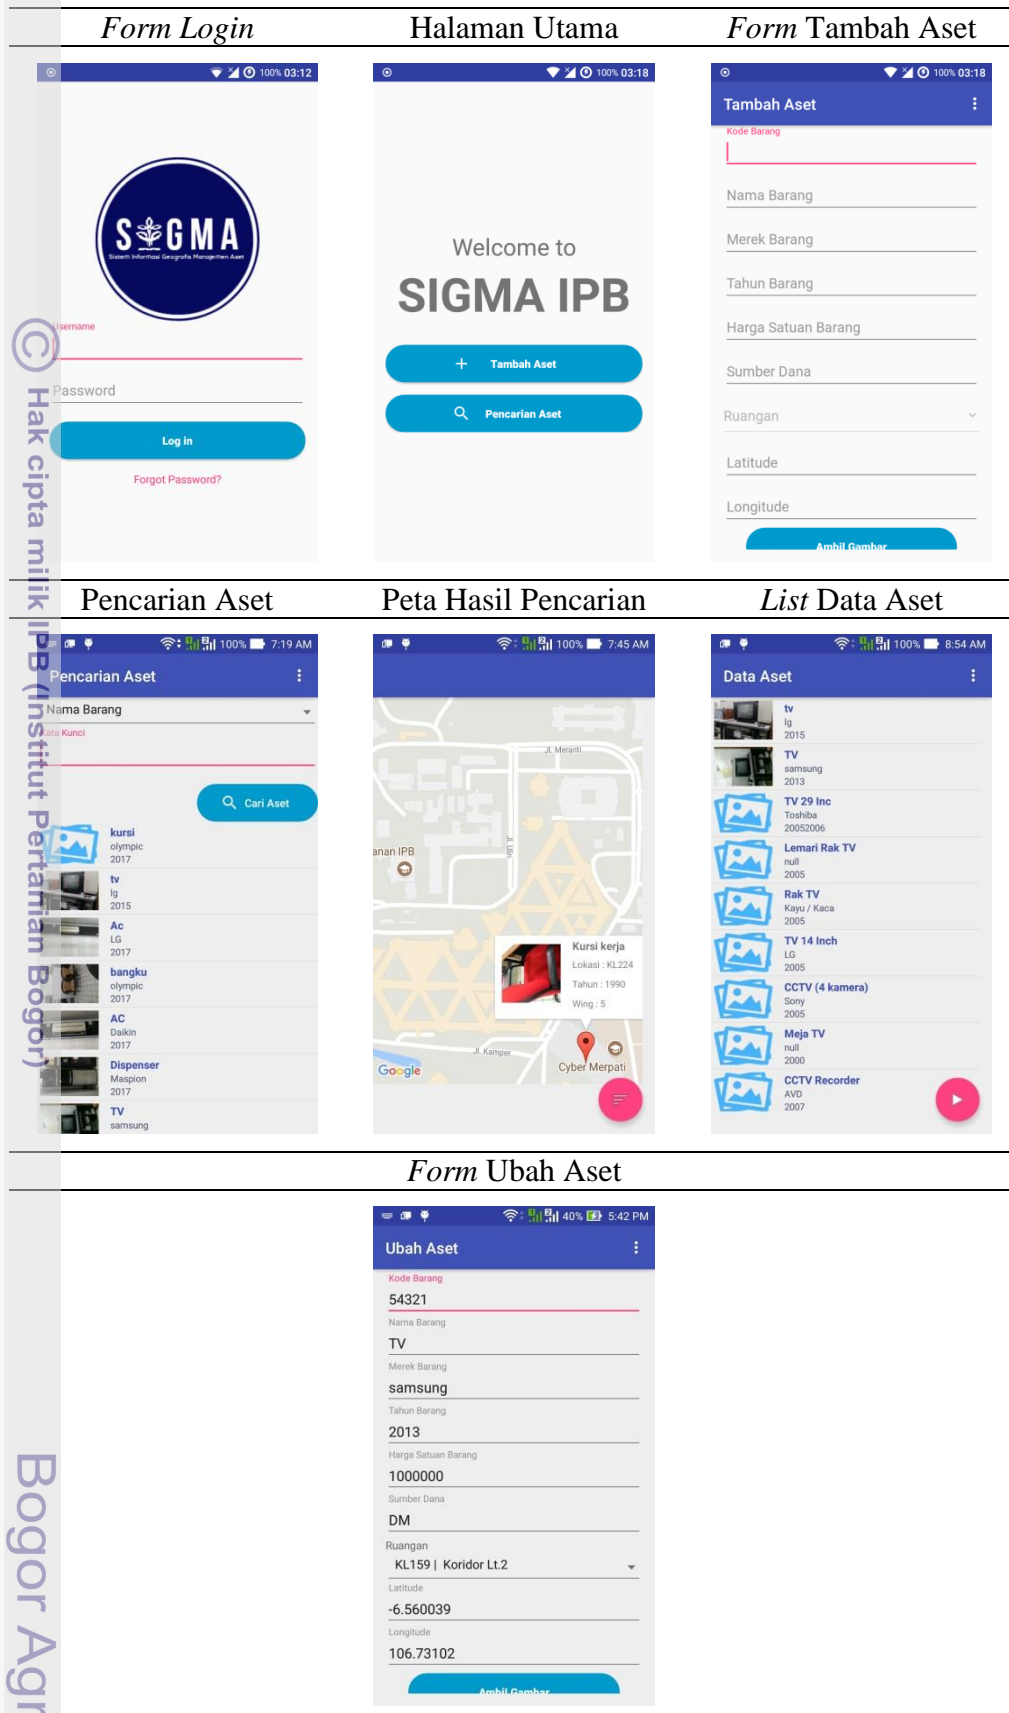 Form Login
Halaman Utama
Form Tambah Aset
100% 03:12
SIGMA
Sistem Informasi Geografis Manajemen Aset
Username
Password
Log in
Forgot Password?
100% 03:18
Welcome to
SIGMA IPB
Tambah Aset
Pencarian Aset
100% 03:18
Tambah Aset
Kode Barang
Nama Barang
Merek Barang
Tahun Barang
Harga Satuan Barang
Sumber Dana
Ruangan
Latitude
Longitude
Ambil Gambar
Pencarian Aset
Peta Hasil Pencarian
List Data Aset
100% 7:19 AM
Pencarian Aset
Nama Barang
Kata Kunci
Cari Aset
kursi
olympic
2017
tv
lg
2015
Ac
LG
2017
bangku
olympic
2017
AC
Daikin
2017
Dispenser
Maspion
2017
TV
samsung
100% 7:45 AM
Jl. Meranti
Jl. Ulin
anan IPB
Kursi kerja
Lokasi : KL224
Tahun : 1990
Wing : 5
Jl. Kamper
Cyber Merpati
Google
100% 8:54 AM
Data Aset
tv
lg
2015
TV
samsung
2013
TV 29 Inc
Toshiba
20052006
Lemari Rak TV
null
2005
Rak TV
Kayu / Kaca
2005
TV 14 Inch
LG
2005
CCTV (4 kamera)
Sony
2005
Meja TV
null
2000
CCTV Recorder
AVD
2007
Form Ubah Aset
40% 5:42 PM
Ubah Aset
Kode Barang
54321
Nama Barang
TV
Merek Barang
samsung
Tahun Barang
2013
Harga Satuan Barang
1000000
Sumber Dana
DM
Ruangan
KL159 | Koridor Lt.2
Latitude
-6.560039
Longitude
106.73102
Ambil Gambar
© Hak cipta milik IPB (Institut Pertanian Bogor)
Bogor Agr